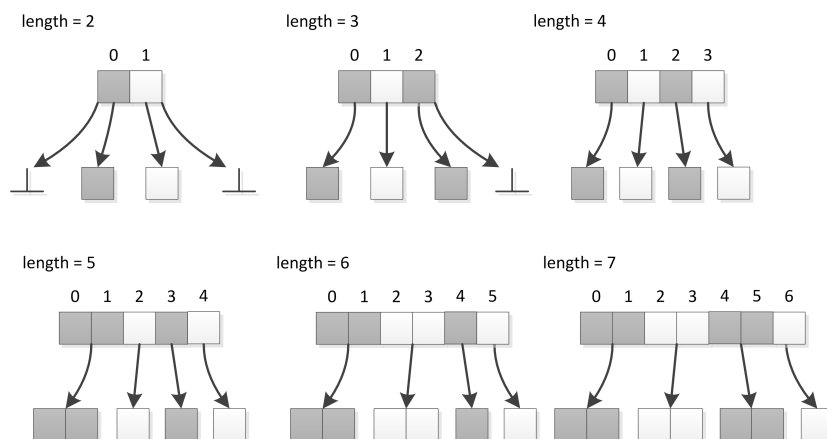 length = 2
length = 3
length = 4
0 1
0 1 2
0 1 2 3
length = 5
length = 6
length = 7
0 1 2 3 4
0 1 2 3 4 5
0 1 2 3 4 5 6